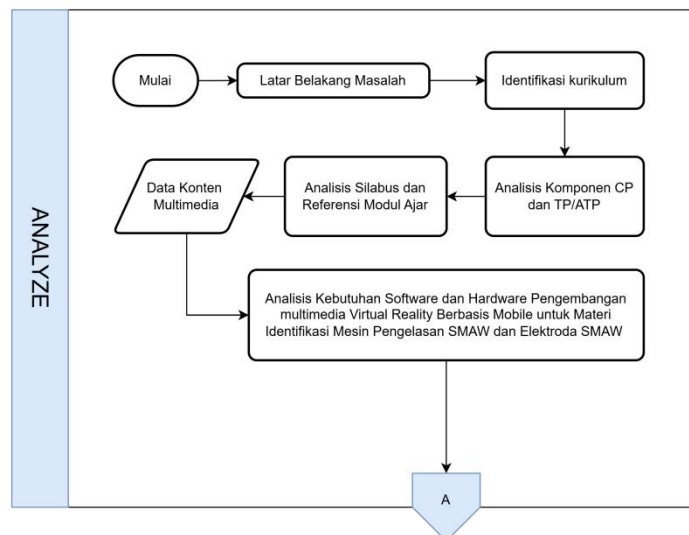 ANALYZE
Mulai
Latar Belakang Masalah
Identifikasi kurikulum
Analisis Komponen CP
dan TP/ATP
Analisis Silabus dan
Referensi Modul Ajar
Data Konten
Multimedia
Analisis Kebutuhan Software dan Hardware Pengembangan
multimedia Virtual Reality Berbasis Mobile untuk Materi
Identifikasi Mesin Pengelasan SMAW dan Elektroda SMAW
A